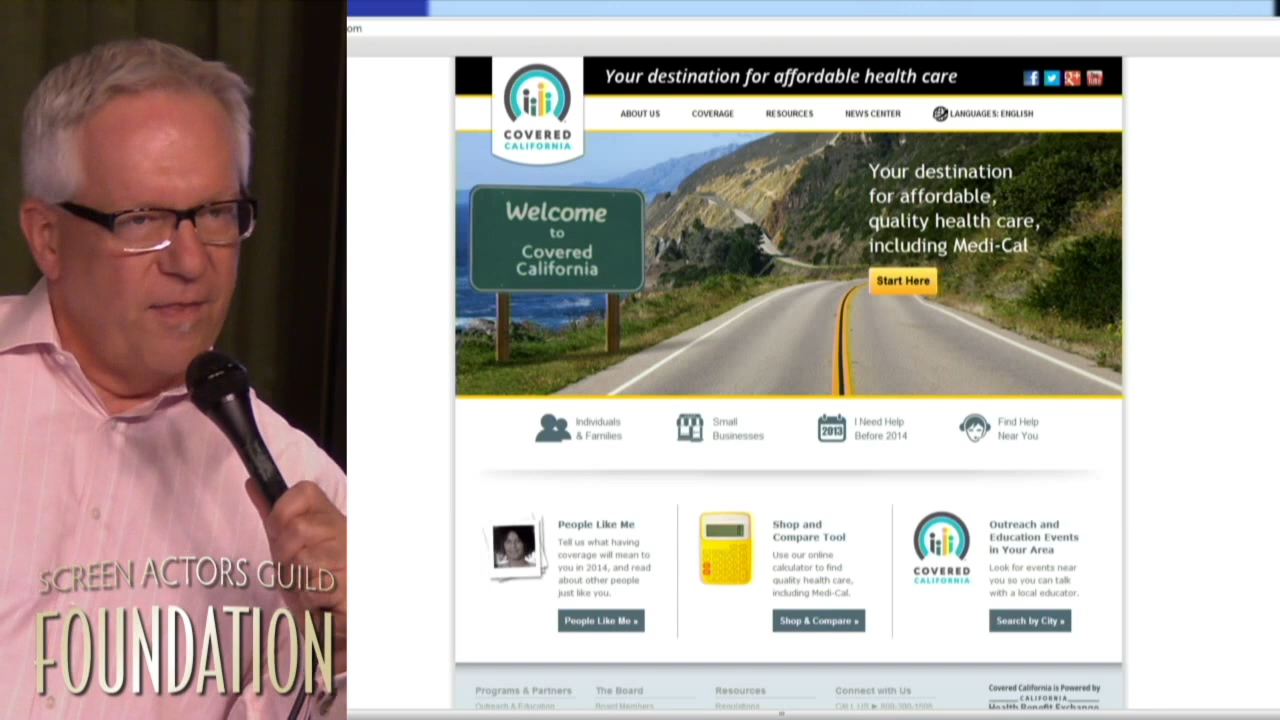 om
Your destination for affordable health care
COVERED
CALIFORNIA
ABOUT US
COVERAGE
RESOURCES
NEWS CENTER
LANGUAGES: ENGLISH
Welcome
to
Covered
California
Your destination
for affordable,
quality health care,
including Medi-Cal
Start Here
Individuals
& Families
Small
Businesses
2013
I Need Help
Before 2014
Find Help
Near You
People Like Me
Tell us what having
coverage will mean to
you in 2014, and read
about other people
just like you.
People Like Me »
Shop and
Compare Tool
Use our online
calculator to find
quality health care,
including Medi-Cal.
Shop & Compare »
COVERED
CALIFORNIA
Outreach and
Education Events
in Your Area
Look for events near
you so you can talk
with a local educator.
Search by City »
SCREEN ACTORS GUILD
FOUNDATION
Programs & Partners
Outreach & Education
The Board
Board Members
Resources
Regulations
Connect with Us
CALL US
Covered California is Powered by
CALIFORNIA
Health Benefit Exchange